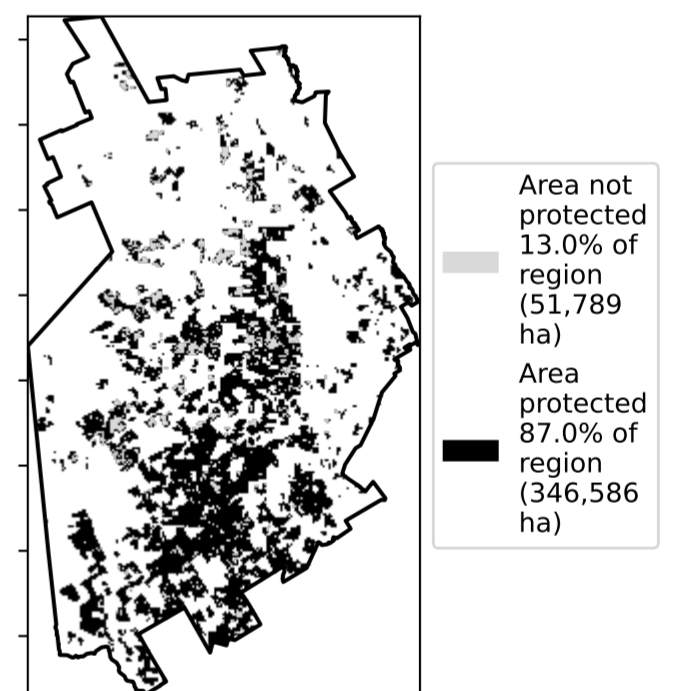 Area not
protected
13.0% of
region
(51,789
ha)
Area
protected
87.0% of
region
(346,586
ha)